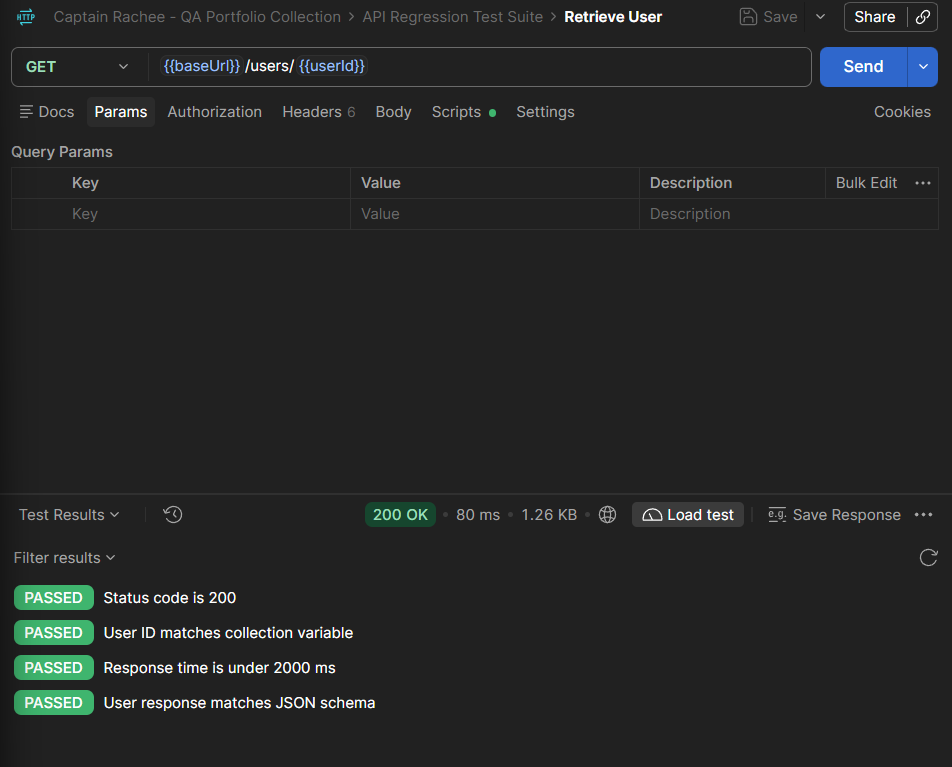 HTTP Captain Rachee - QA Portfolio Collection > API Regression Test Suite > Retrieve User Save Share
GET {{baseUrl}} /users/ {{userId}} Send
Docs Params Authorization Headers 6 Body Scripts Settings Cookies
Query Params
Key Value Description Bulk Edit
Key Value Description
Test Results 200 OK 80 ms 1.26 KB Load test e.g. Save Response
Filter results
PASSED Status code is 200
PASSED User ID matches collection variable
PASSED Response time is under 2000 ms
PASSED User response matches JSON schema